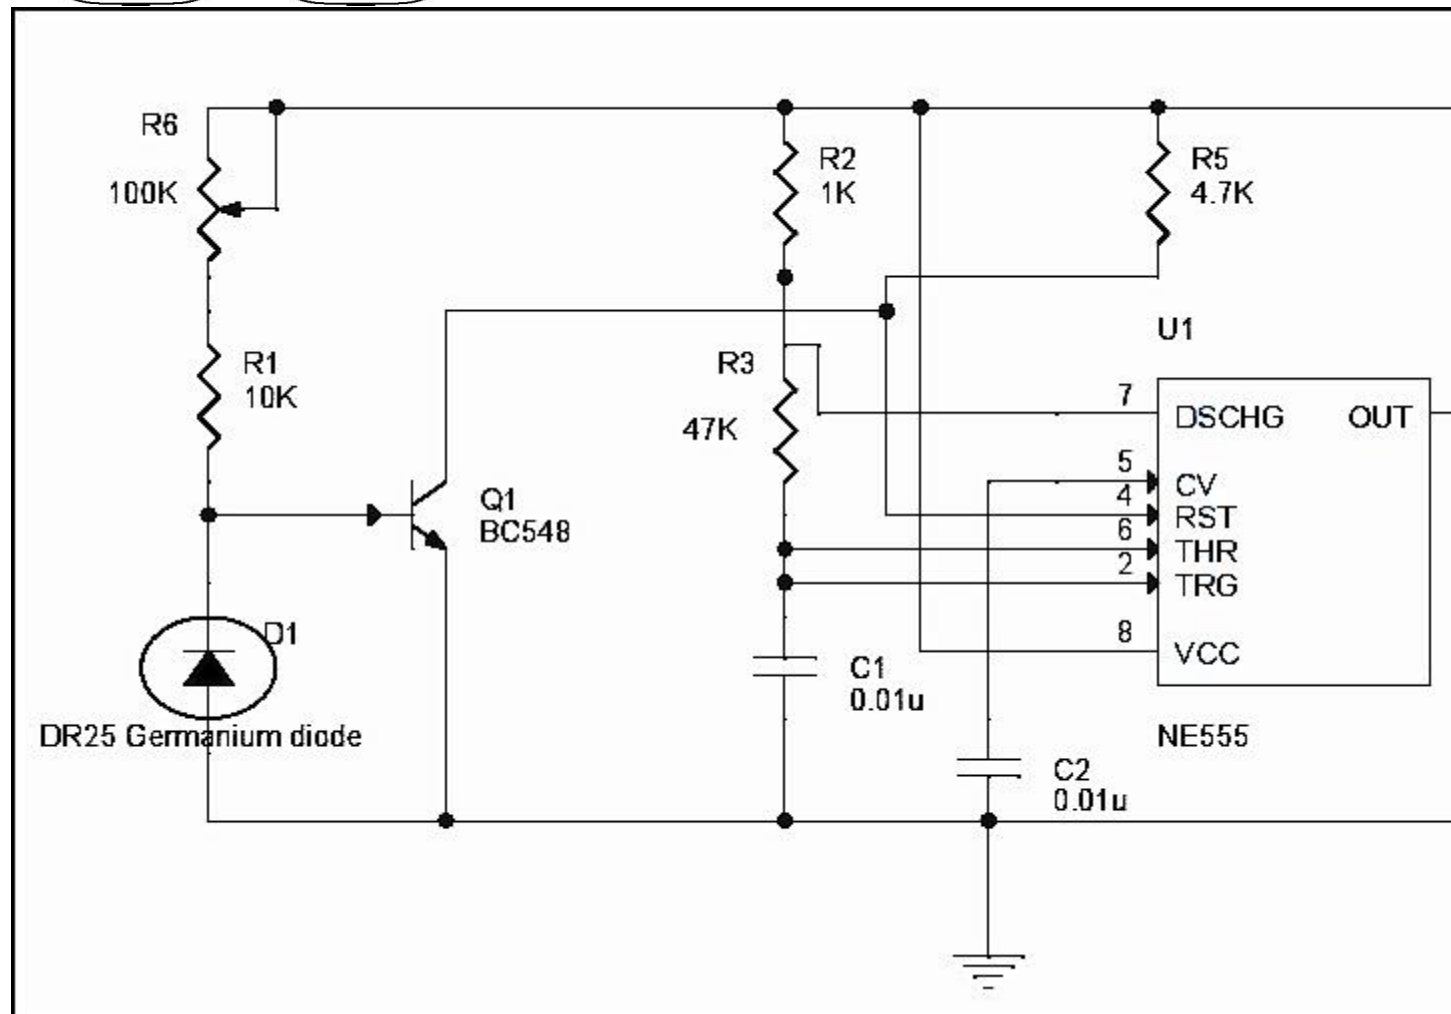 R6
100K
R1
10K
D1
DR25 Germanium diode
Q1
BC548
R2
1K
R3
47K
C1
0.01u
C2
0.01u
R5
4.7K
U1
7
5
4
6
2
8
DSCHG
OUT
CV
RST
THR
TRG
VCC
NE555